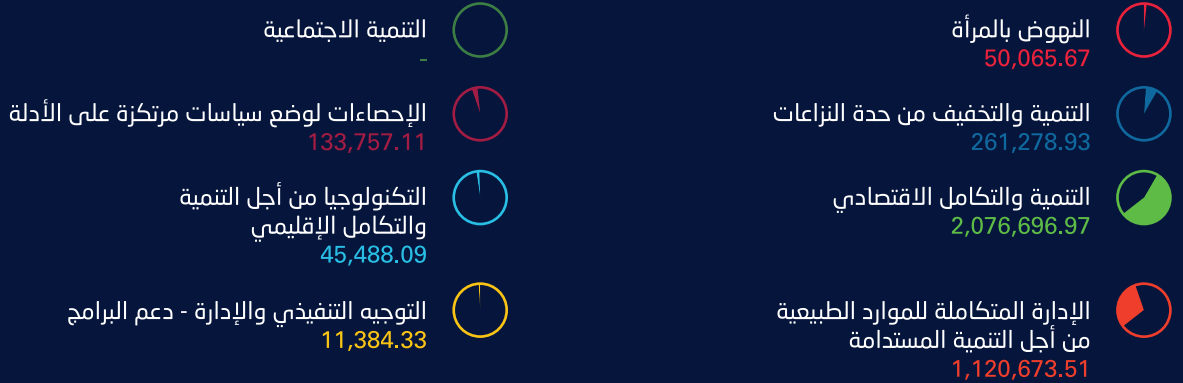 النهوض بالمرأة
50,065.67
التنمية والتخفيف من حدة النزاعات
261,278.93
التنمية والتكامل الاقتصادي
2,076,696.97
الإدارة المتكاملة للموارد الطبيعية
من أجل التنمية المستدامة
1,120,673.51
التنمية الاجتماعية
-
الإحصاءات لوضع سياسات مرتكزة على الأدلة
133,757.11
التكنولوجيا من أجل التنمية
والتكامل الإقليمي
45,488.09
التوجيه التنفيذي والإدارة - دعم البرامج
11,384.33